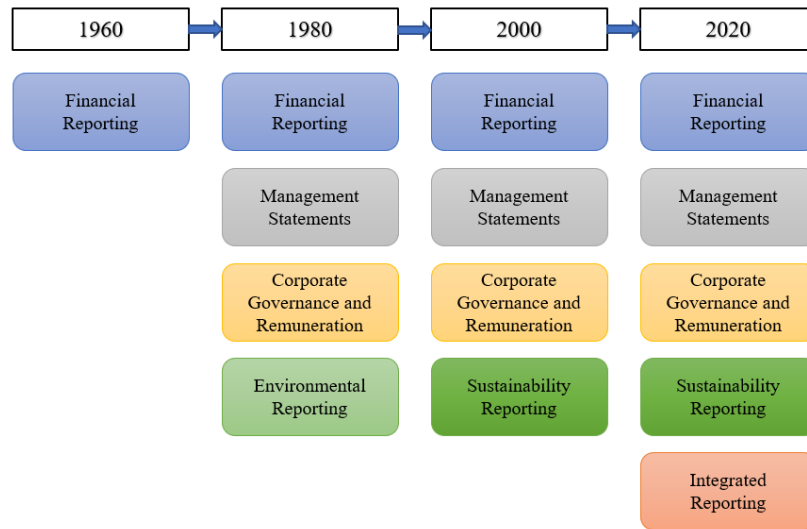 1960
1980
2000
2020
Financial
Reporting
Financial
Reporting
Financial
Reporting
Financial
Reporting
Management
Statements
Management
Statements
Management
Statements
Corporate
Governance and
Remuneration
Corporate
Governance and
Remuneration
Corporate
Governance and
Remuneration
Environmental
Reporting
Sustainability
Reporting
Sustainability
Reporting
Integrated
Reporting